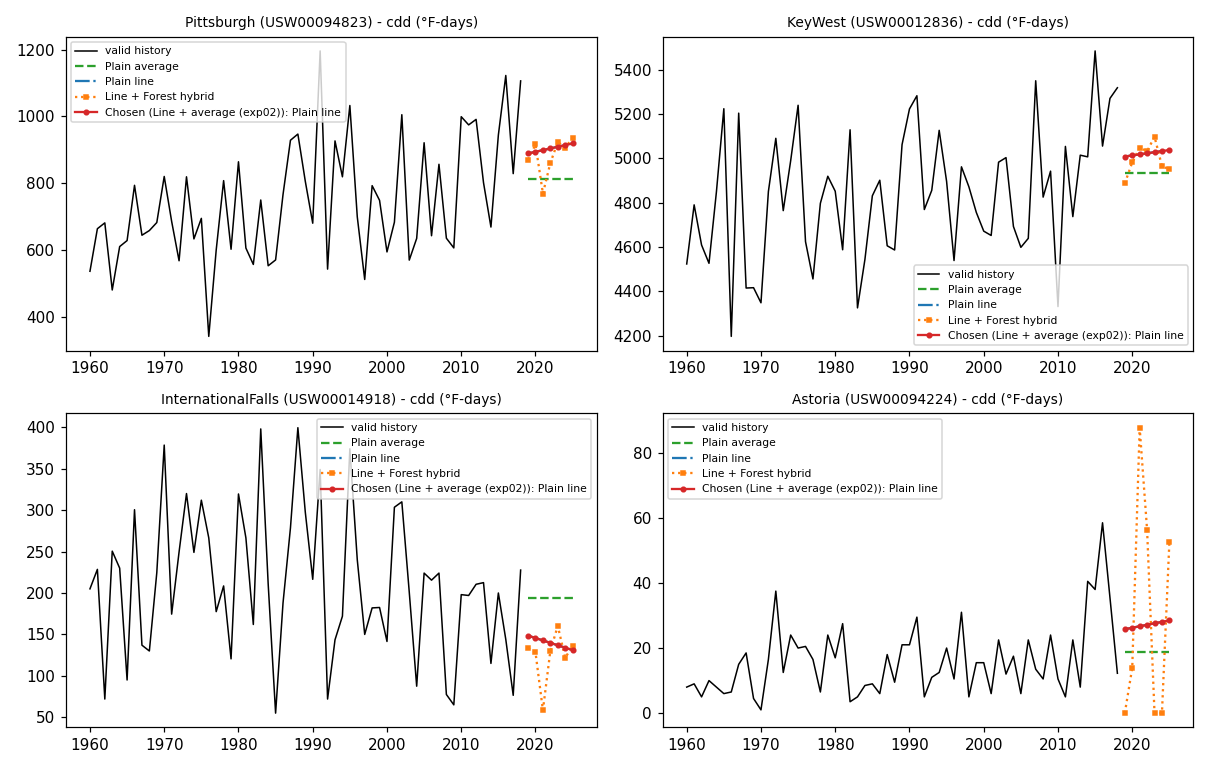 Pittsburgh (USW00094823) - cdd (°F-days)
1200
1000
800
600
400
valid history
Plain average
Plain line
Line + Forest hybrid
Chosen (Line + average (exp02)): Plain line
1960 1970 1980 1990 2000 2010 2020
KeyWest (USW00012836) - cdd (°F-days)
5400
5200
5000
4800
4600
4400
4200
valid history
Plain average
Plain line
Line + Forest hybrid
Chosen (Line + average (exp02)): Plain line
1960 1970 1980 1990 2000 2010 2020
InternationalFalls (USW00014918) - cdd (°F-days)
400
350
300
250
200
150
100
50
valid history
Plain average
Plain line
Line + Forest hybrid
Chosen (Line + average (exp02)): Plain line
1960 1970 1980 1990 2000 2010 2020
Astoria (USW00094224) - cdd (°F-days)
80
60
40
20
0
valid history
Plain average
Plain line
Line + Forest hybrid
Chosen (Line + average (exp02)): Plain line
1960 1970 1980 1990 2000 2010 2020